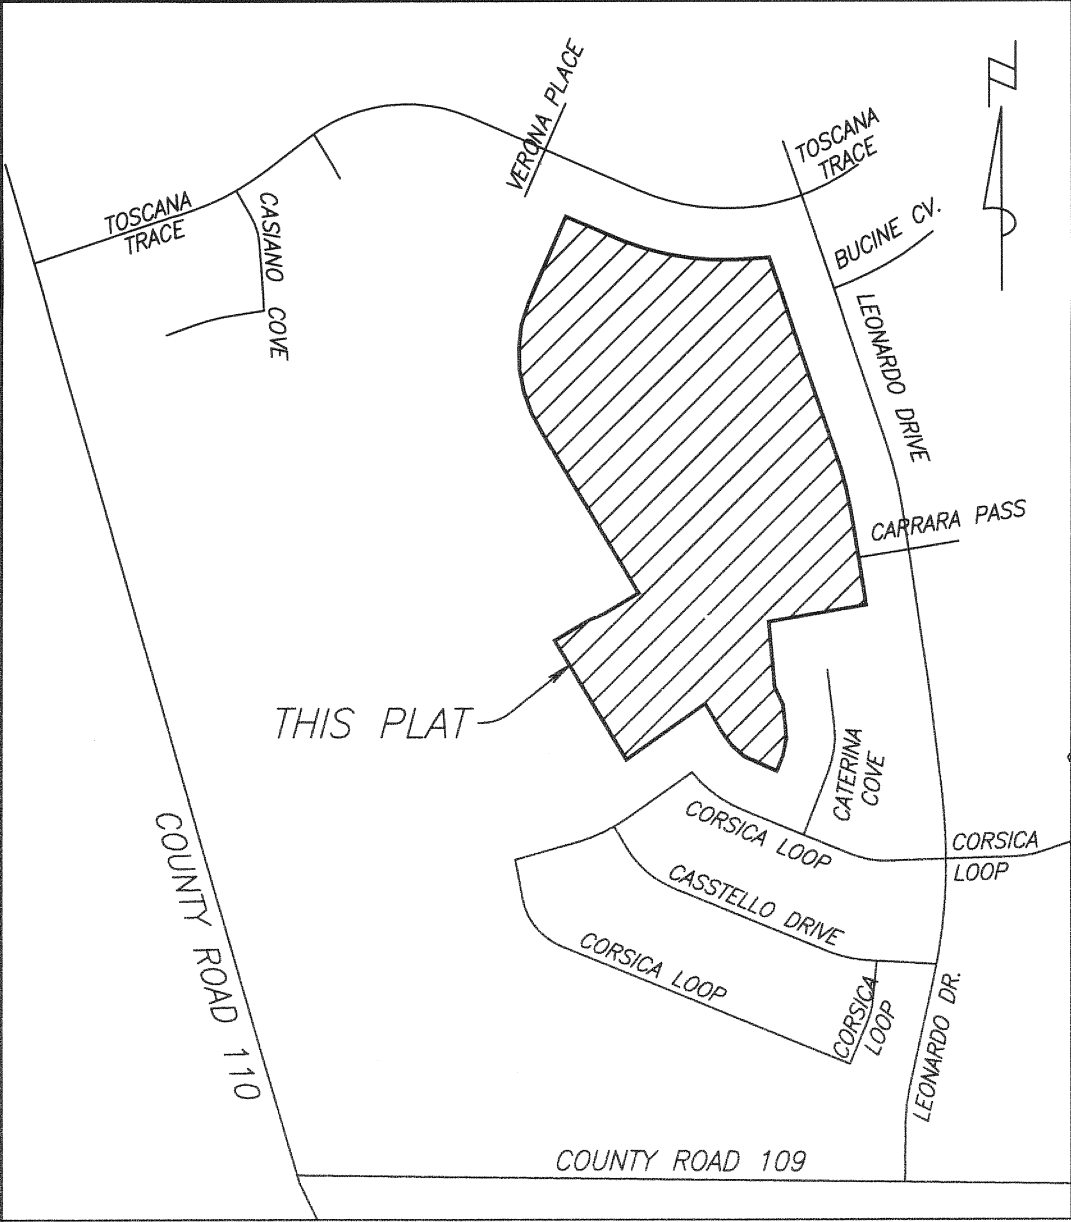 N
VERONA PLACE
TOSCANA
TRACE
TOSCANA
TRACE
CASIANO COVE
BUCINE CV.
LEONARDO DRIVE
CARRARA PASS
THIS PLAT
CATERINA
COVE
CORSICA LOOP
CORSICA
LOOP
CASSTELLO DRIVE
CORSICA LOOP
CORSICA
LOOP
LEONARDO DR.
COUNTY ROAD 110
COUNTY ROAD 109